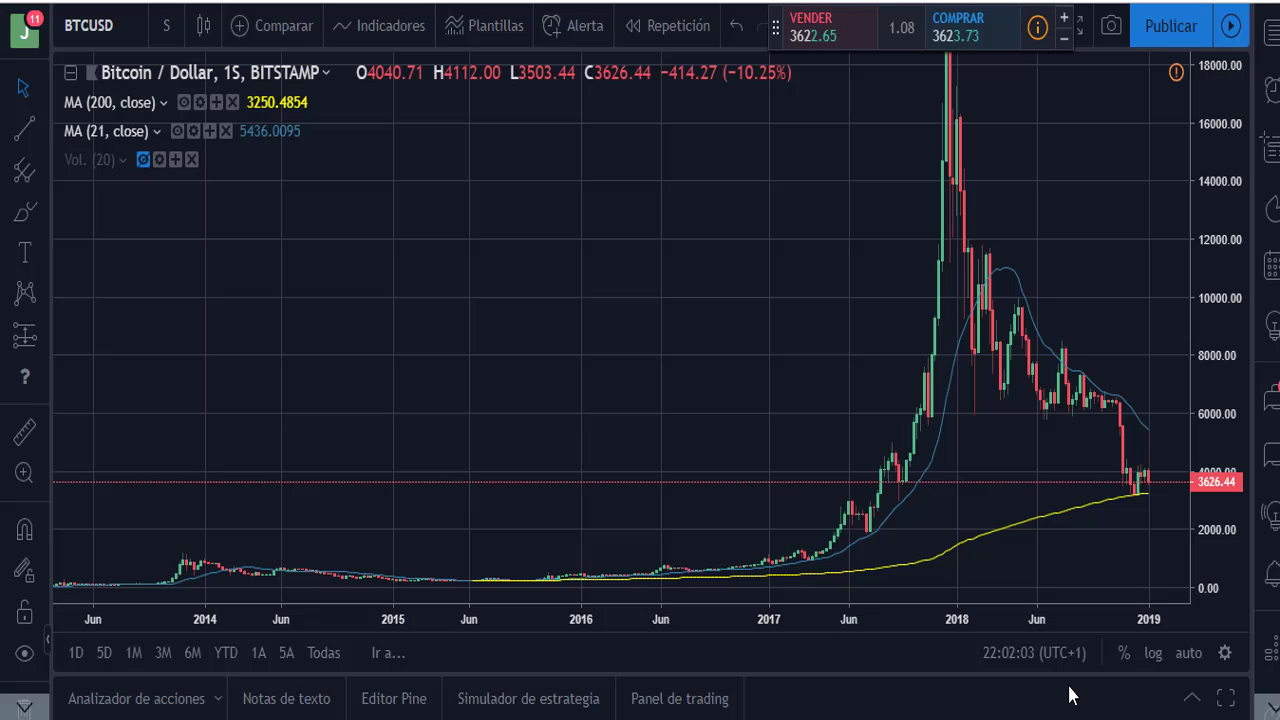 J 11 BTCUSD S Comparar Indicadores Plantillas Alerta Repetición VENDER 3622.65 1.08 COMPRAR 3623.73 Publicar
Bitcoin / Dollar, 1S, BITSTAMP O4040.71 H4112.00 L3503.44 C3626.44 −414.27 (−10.25%)
MA (200, close) 3250.4854
MA (21, close) 5436.0095
Vol. (20)
18000.00
16000.00
14000.00
12000.00
10000.00
8000.00
6000.00
4000.00
3626.44
2000.00
0.00
Jun 2014 Jun 2015 Jun 2016 Jun 2017 Jun 2018 Jun 2019
1D 5D 1M 3M 6M YTD 1A 5A Todas Ir a... 22:02:03 (UTC+1) % log auto
Analizador de acciones Notas de texto Editor Pine Simulador de estrategia Panel de trading